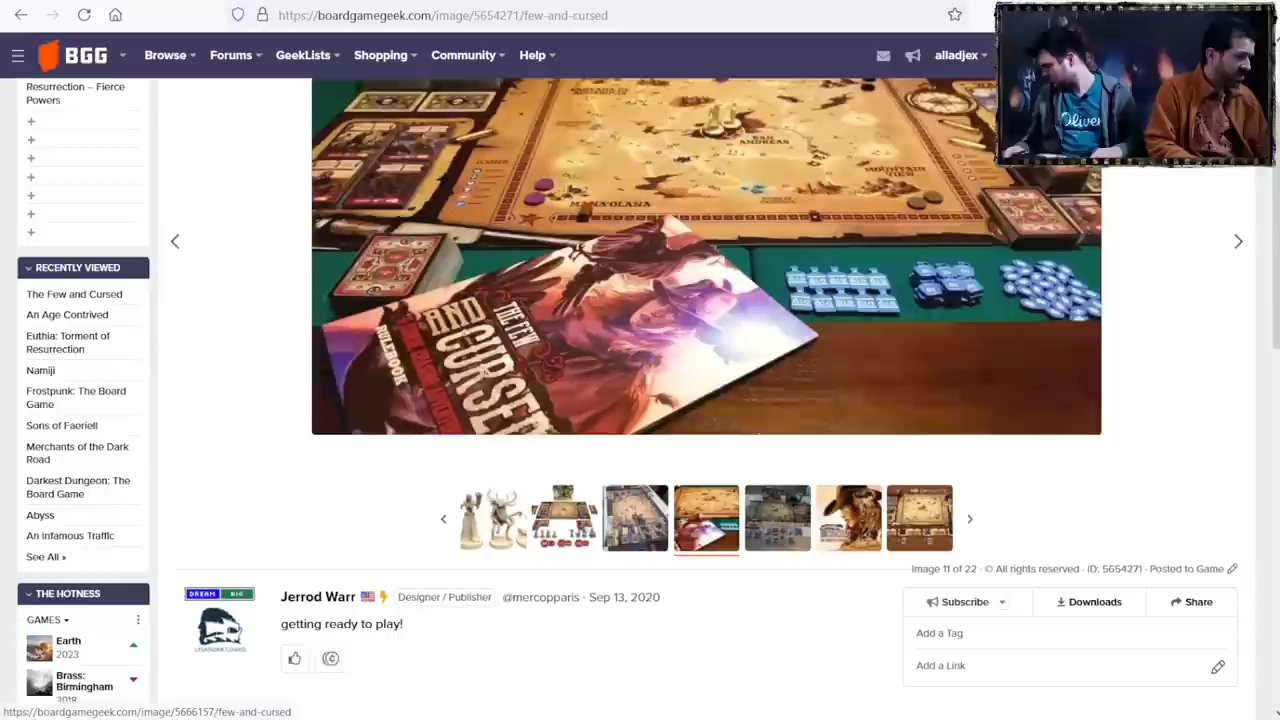 https://boardgamegeek.com/image/5654271/few-and-cursed
BGG
Browse
Forums
GeekLists
Shopping
Community
Help
alladjex
Oliver
Resurrection – Fierce
Powers
+
+
+
+
+
+
+
RECENTLY VIEWED
The Few and Cursed
An Age Contrived
Euthia: Torment of
Resurrection
Namiji
Frostpunk: The Board
Game
Sons of Faeriell
Merchants of the Dark
Road
Darkest Dungeon: The
Board Game
Abyss
An Infamous Traffic
See All »
THE HOTNESS
GAMES
Earth
2023
Brass:
Birmingham
2018
SAN
ANDREAS
MOUNTAIN
VIEW
MANA'OLANA
THE FEW
AND
CURSED
RULEBOOK
Image 11 of 22 · © All rights reserved · ID: 5654271 · Posted to Game
DREAM BIG
Jerrod Warr
Designer / Publisher
@mercopparis · Sep 13, 2020
getting ready to play!
Subscribe
Downloads
Share
Add a Tag
Add a Link
https://boardgamegeek.com/image/5666157/few-and-cursed